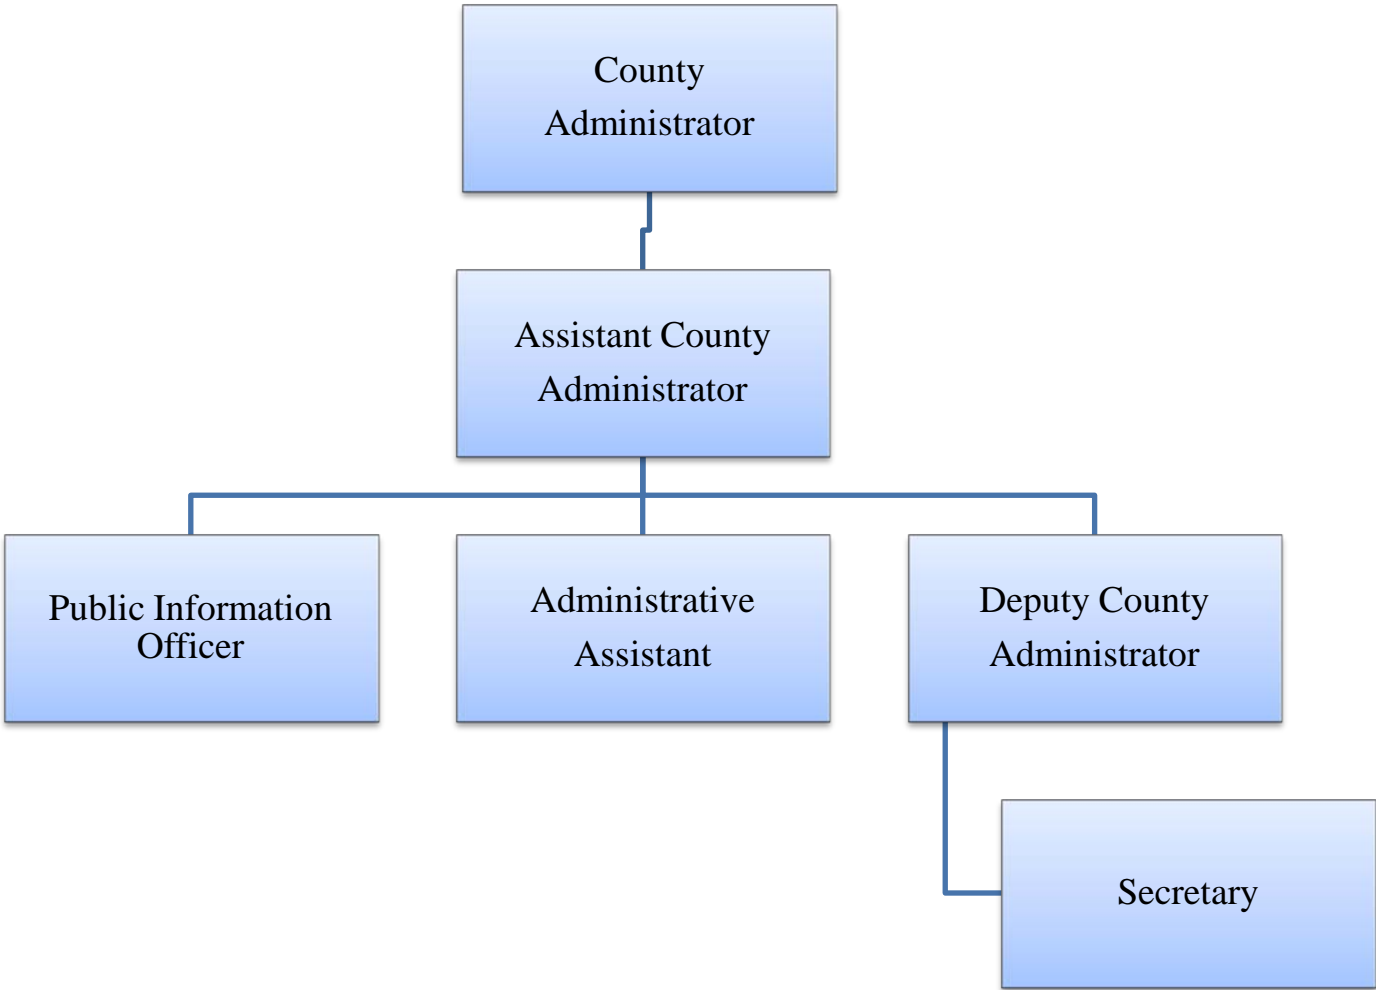 County
Administrator
Assistant County
Administrator
Public Information
Officer
Administrative
Assistant
Deputy County
Administrator
Secretary